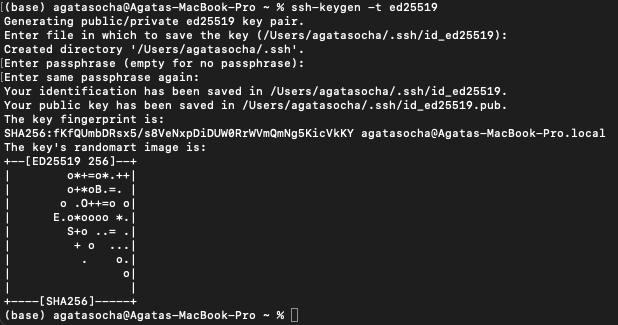 (base) agatasocha@Agatas-MacBook-Pro ~ % ssh-keygen -t ed25519
Generating public/private ed25519 key pair.
Enter file in which to save the key (/Users/agatasocha/.ssh/id_ed25519):
Created directory '/Users/agatasocha/.ssh'.
Enter passphrase (empty for no passphrase):
Enter same passphrase again:
Your identification has been saved in /Users/agatasocha/.ssh/id_ed25519.
Your public key has been saved in /Users/agatasocha/.ssh/id_ed25519.pub.
The key fingerprint is:
SHA256:fKfQUmbDRsx5/s8VeNxpDiDUW0RrWVmQmNg5KicVkKY agatasocha@Agatas-MacBook-Pro.local
The key's randomart image is:
+--[ED25519 256]--+
|        o*+=o*.++|
|        o+*oB.=. |
|       o .O++=o o|
|      E.o*oooo *.|
|        S+o ..= .|
|         + o  ...|
|          .    o.|
|                o|
|                 |
+----[SHA256]-----+
(base) agatasocha@Agatas-MacBook-Pro ~ %